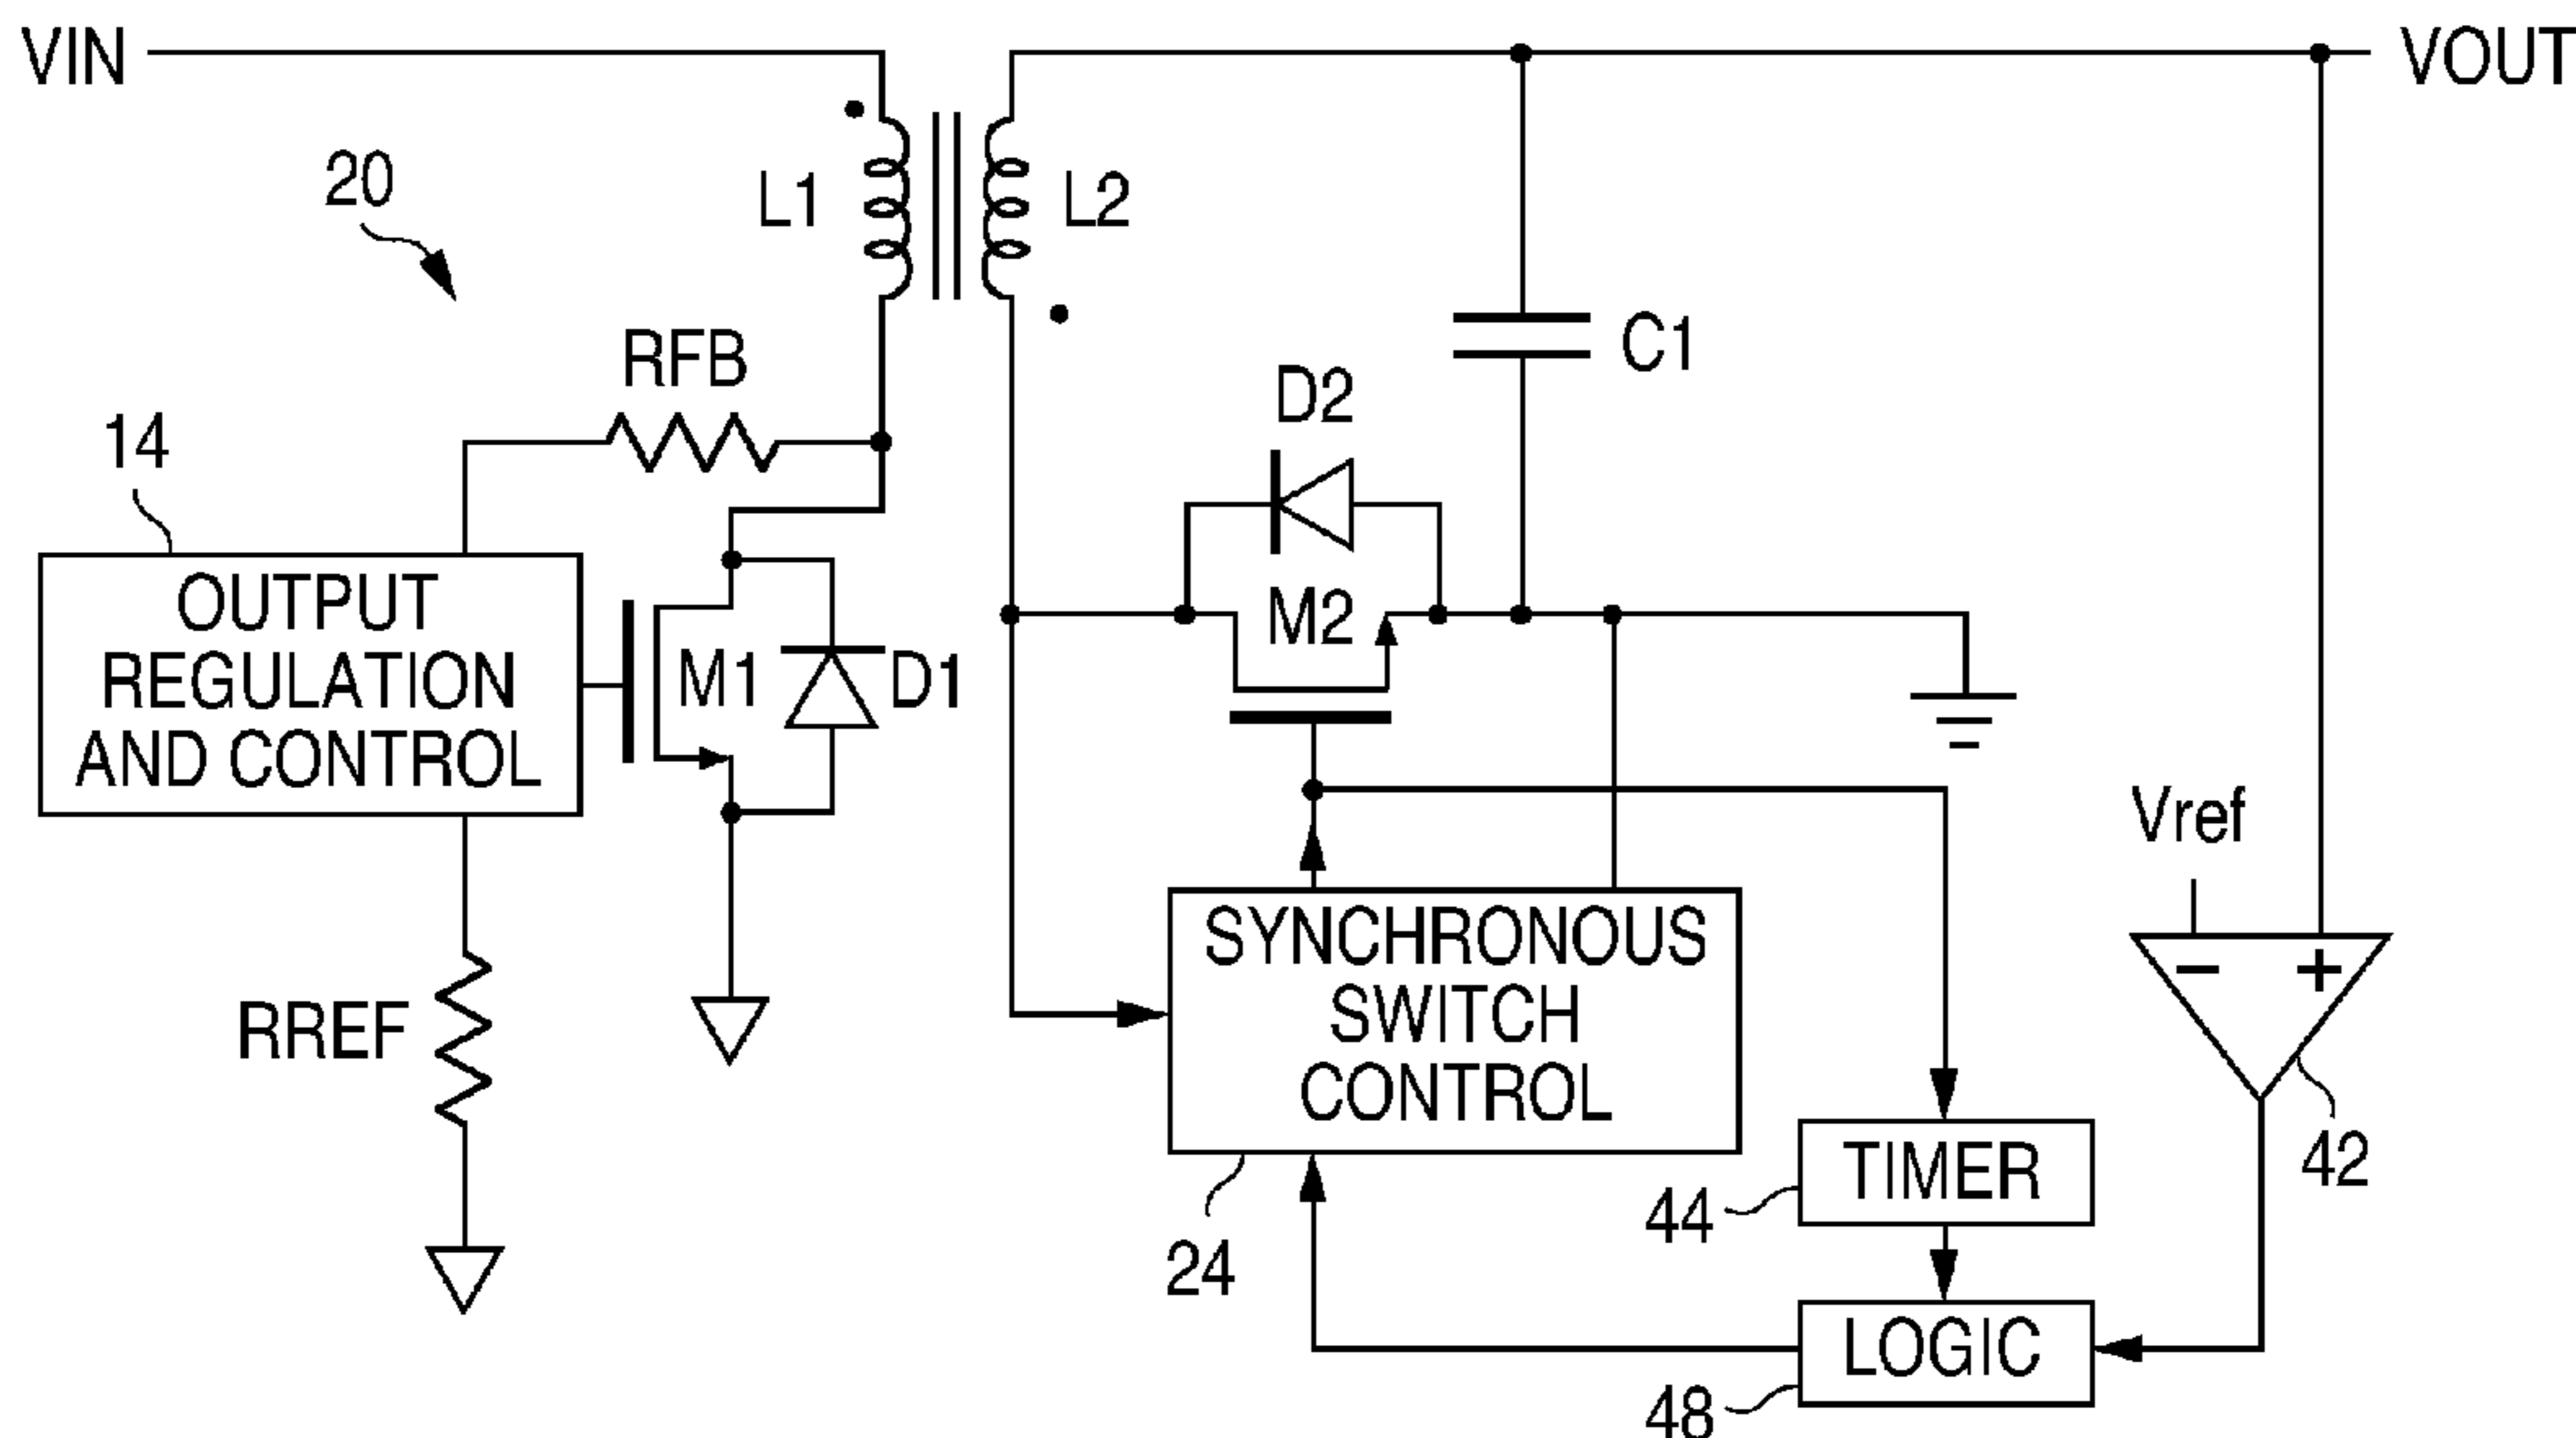 VIN
VOUT
20
L1
L2
RFB
C1
D2
14
OUTPUT
REGULATION
AND CONTROL
M1
D1
M2
Vref
− +
SYNCHRONOUS
SWITCH
CONTROL
RREF
42
TIMER
44
24
LOGIC
48